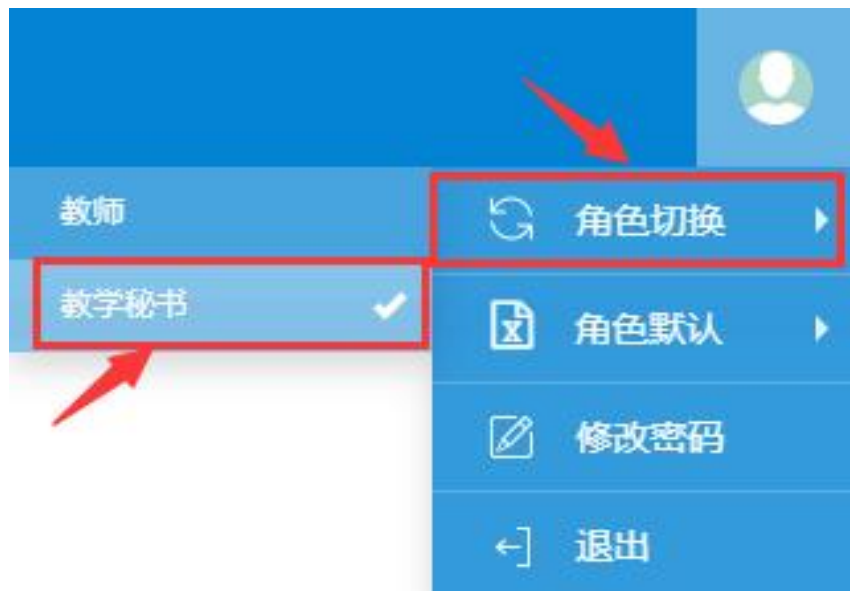 教师
角色切换
教学秘书
角色默认
修改密码
退出